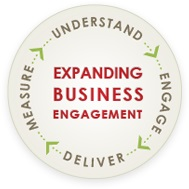 UNDERSTAND
ENGAGE
DELIVER
MEASURE
EXPANDING
BUSINESS
ENGAGEMENT